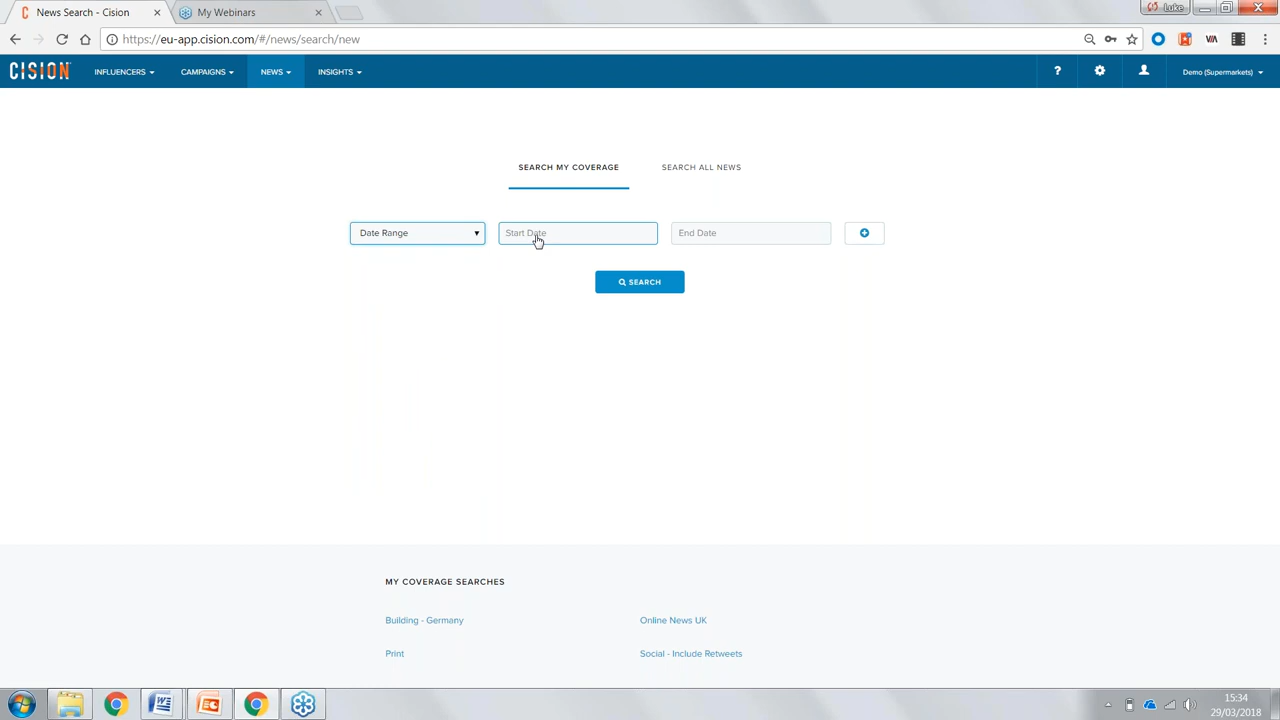 News Search - Cision
My Webinars
Luke
https://eu-app.cision.com/#/news/search/new
VIA
CISION
INFLUENCERS
CAMPAIGNS
NEWS
INSIGHTS
?
Demo (Supermarkets)
SEARCH MY COVERAGE
SEARCH ALL NEWS
Date Range
Start Date
End Date
SEARCH
MY COVERAGE SEARCHES
Building - Germany
Online News UK
Print
Social - Include Retweets
15:34
29/03/2018